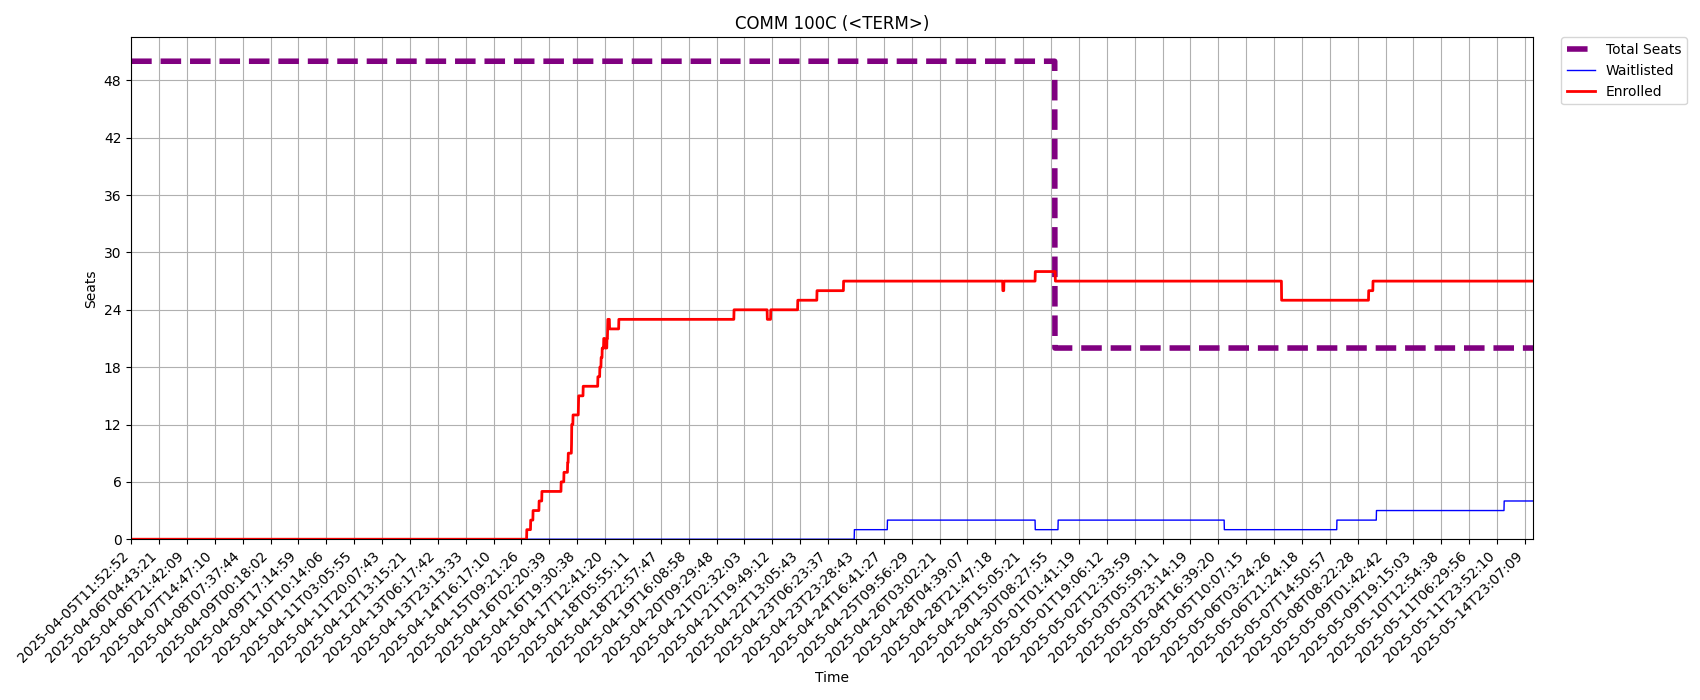 COMM 100C (<TERM>)
Total Seats
Waitlisted
Enrolled
Seats
48
42
36
30
24
18
12
6
0
2025-04-05T11:52:52
2025-04-06T04:43:21
2025-04-06T21:42:09
2025-04-07T14:47:10
2025-04-08T07:37:44
2025-04-09T00:18:02
2025-04-09T17:14:59
2025-04-10T10:14:06
2025-04-11T03:05:55
2025-04-11T20:07:43
2025-04-12T13:15:21
2025-04-13T06:17:42
2025-04-13T23:13:33
2025-04-14T16:17:10
2025-04-15T09:21:26
2025-04-16T02:20:39
2025-04-16T19:30:38
2025-04-17T12:41:20
2025-04-18T05:55:11
2025-04-18T22:57:47
2025-04-19T16:08:58
2025-04-20T09:29:48
2025-04-21T02:32:03
2025-04-21T19:49:12
2025-04-22T13:05:43
2025-04-23T06:23:37
2025-04-23T23:28:43
2025-04-24T16:41:27
2025-04-25T09:56:29
2025-04-26T03:02:21
2025-04-28T04:39:07
2025-04-28T21:47:18
2025-04-29T15:05:21
2025-04-30T08:27:55
2025-05-01T01:41:19
2025-05-01T19:06:12
2025-05-02T12:33:59
2025-05-03T05:59:11
2025-05-03T23:14:19
2025-05-04T16:39:20
2025-05-05T10:07:15
2025-05-06T03:24:26
2025-05-06T21:24:18
2025-05-07T14:50:57
2025-05-08T08:22:28
2025-05-09T01:42:42
2025-05-09T19:15:03
2025-05-10T12:54:38
2025-05-11T06:29:56
2025-05-11T23:52:10
2025-05-14T23:07:09
Time